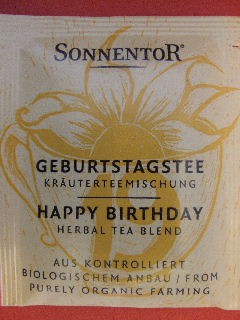 SONNENTOR®
GEBURTSTAGSTEE
KRÄUTERTEEMISCHUNG
HAPPY BIRTHDAY
HERBAL TEA BLEND
AUS KONTROLLIERT
BIOLOGISCHEM ANBAU / FROM
PURELY ORGANIC FARMING